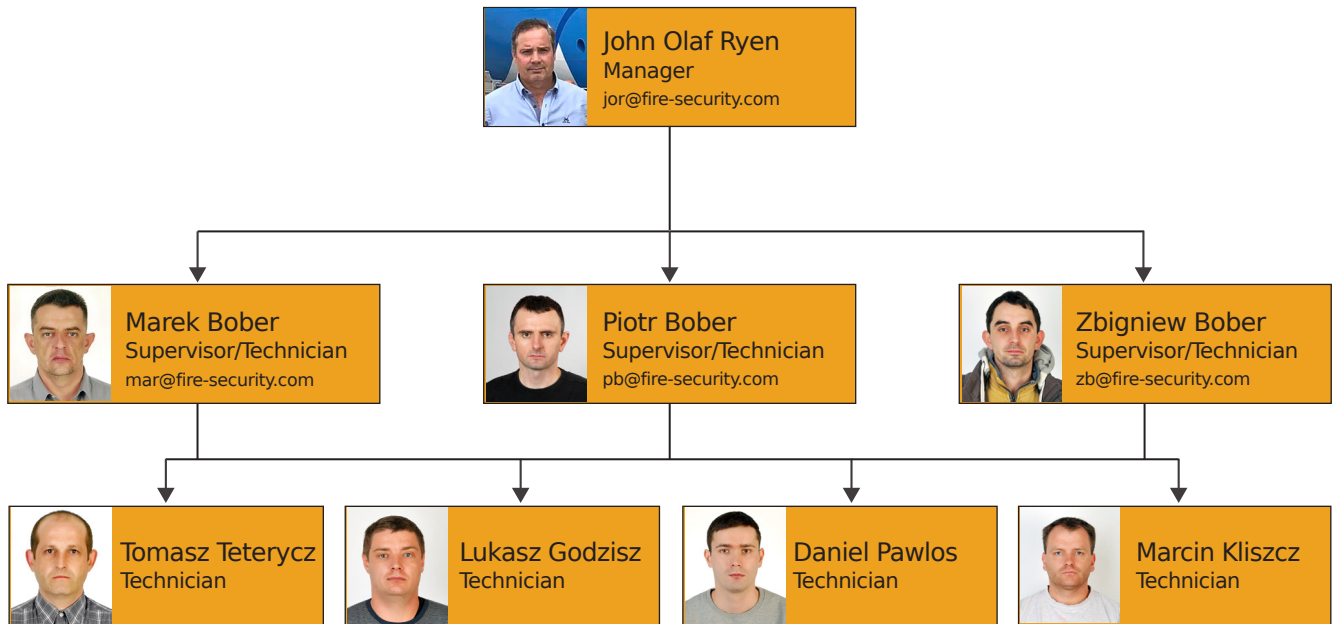 John Olaf Ryen
Manager
jor@fire-security.com
Marek Bober
Supervisor/Technician
mar@fire-security.com
Piotr Bober
Supervisor/Technician
pb@fire-security.com
Zbigniew Bober
Supervisor/Technician
zb@fire-security.com
Tomasz Teterycz
Technician
Lukasz Godzisz
Technician
Daniel Pawlos
Technician
Marcin Kliszcz
Technician